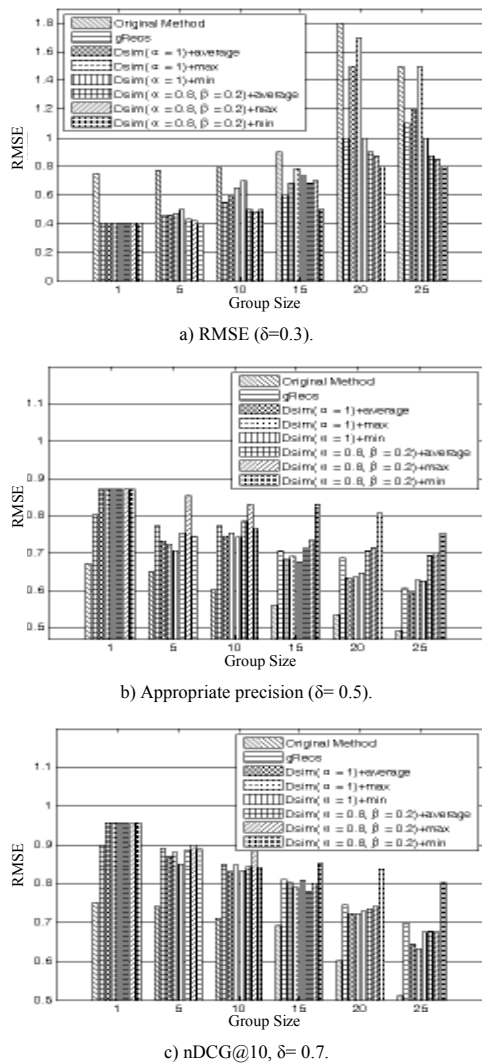 1.8
1.6
1.4
1.2
1
0.8
0.6
0.4
0.2
0
RMSE
Original Method
gRecs
Dsim(α = 1)+average
Dsim(α = 1)+max
Dsim(α = 1)+min
Dsim(α = 0.8, β = 0.2)+average
Dsim(α = 0.8, β = 0.2)+max
Dsim(α = 0.8, β = 0.2)+min
1 5 10 15 20 25
Group Size
a) RMSE (δ=0.3).
1.1
1
0.9
0.8
0.7
0.6
0.5
RMSE
Original Method
gRecs
Dsim(α = 1)+average
Dsim(α = 1)+max
Dsim(α = 1)+min
Dsim(α = 0.8, β = 0.2)+average
Dsim(α = 0.8, β = 0.2)+max
Dsim(α = 0.8, β = 0.2)+min
1 5 10 15 20 25
Group Size
b) Appropriate precision (δ= 0.5).
1.1
1
0.9
0.8
0.7
0.6
0.5
RMSE
Original Method
gRecs
Dsim(α = 1)+average
Dsim(α = 1)+max
Dsim(α = 1)+min
Dsim(α = 0.8, β = 0.2)+average
Dsim(α = 0.8, β = 0.2)+max
Dsim(α = 0.8, β = 0.2)+min
1 5 10 15 20 25
Group Size
c) nDCG@10, δ= 0.7.